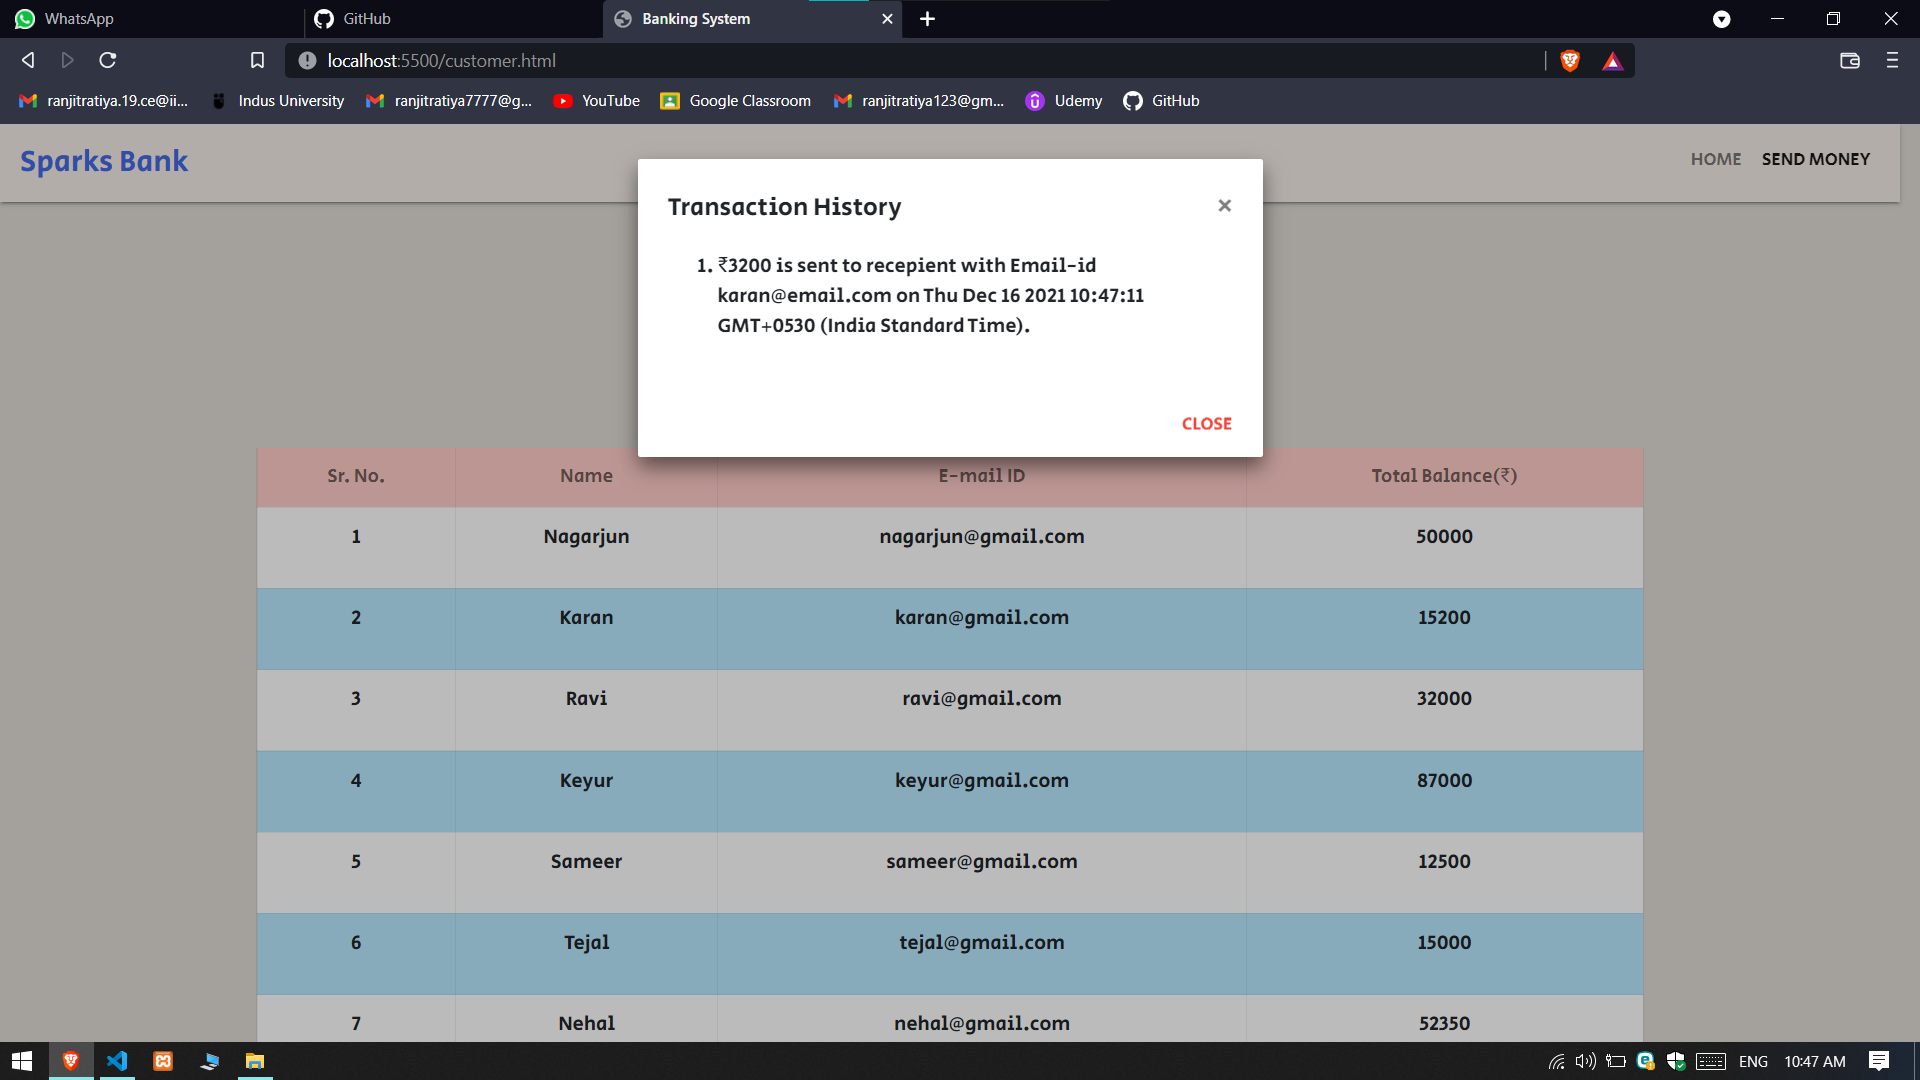 WhatsApp
GitHub
Banking System
localhost:5500/customer.html
ranjitratiya.19.ce@ii...
Indus University
ranjitratiya7777@g...
YouTube
Google Classroom
ranjitratiya123@gm...
Udemy
GitHub
Sparks Bank
HOME
SEND MONEY
Transaction History
×
1. ₹3200 is sent to recepient with Email-id
karan@email.com on Thu Dec 16 2021 10:47:11
GMT+0530 (India Standard Time).
CLOSE
Sr. No. Name E-mail ID Total Balance(₹)
1 Nagarjun nagarjun@gmail.com 50000
2 Karan karan@gmail.com 15200
3 Ravi ravi@gmail.com 32000
4 Keyur keyur@gmail.com 87000
5 Sameer sameer@gmail.com 12500
6 Tejal tejal@gmail.com 15000
7 Nehal nehal@gmail.com 52350
ENG
10:47 AM